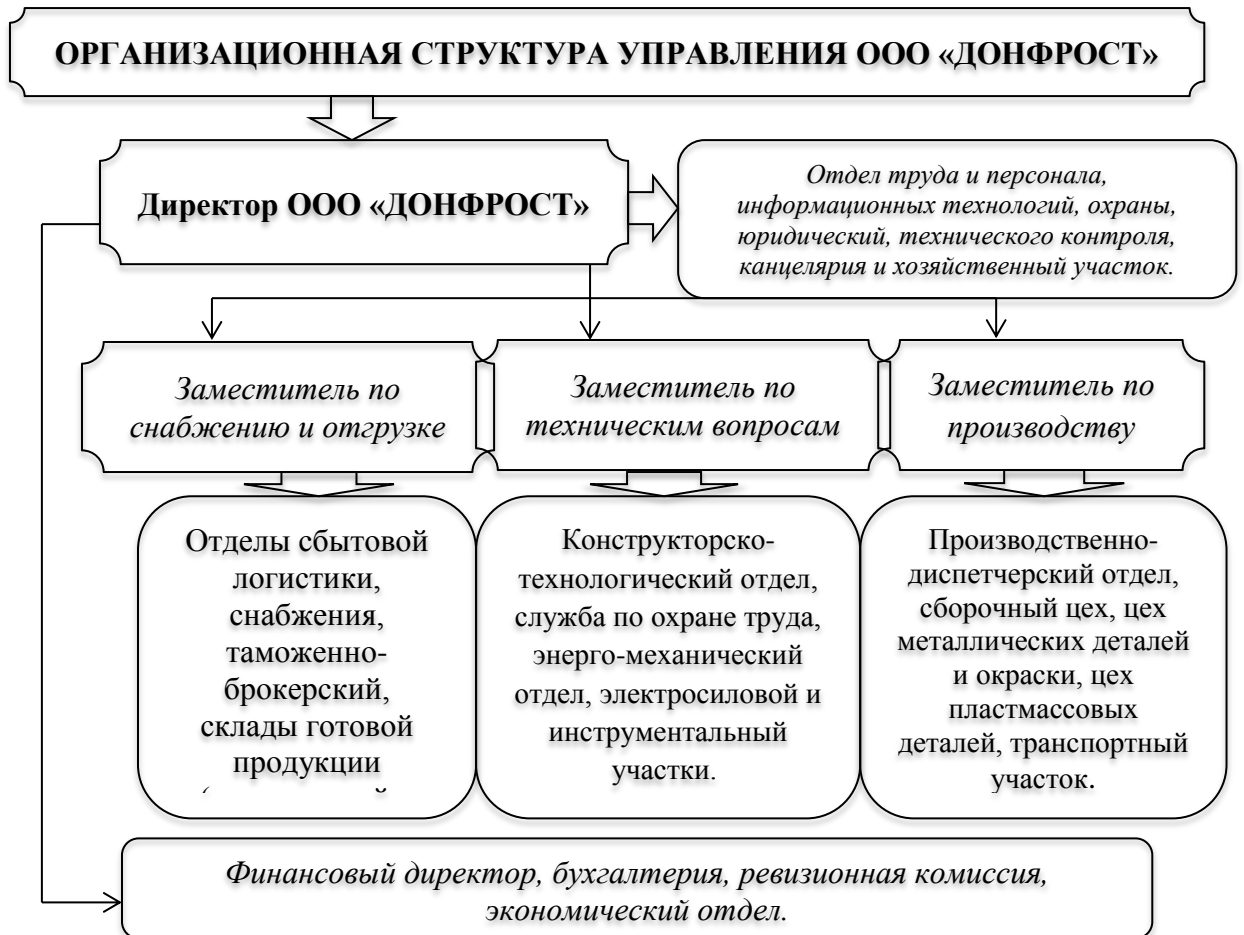 ОРГАНИЗАЦИОННАЯ СТРУКТУРА УПРАВЛЕНИЯ ООО «ДОНФРОСТ»
Директор ООО «ДОНФРОСТ»
Отдел труда и персонала,
информационных технологий, охраны,
юридический, технического контроля,
канцелярия и хозяйственный участок.
Заместитель по
снабжению и отгрузке
Заместитель по
техническим вопросам
Заместитель по
производству
Отделы сбытовой
логистики,
снабжения,
таможенно-
брокерский,
склады готовой
продукции
Конструкторско-
технологический отдел,
служба по охране труда,
энерго-механический
отдел, электросиловой и
инструментальный
участки.
Производственно-
диспетчерский отдел,
сборочный цех, цех
металлических деталей
и окраски, цех
пластмассовых
деталей, транспортный
участок.
Финансовый директор, бухгалтерия, ревизионная комиссия,
экономический отдел.